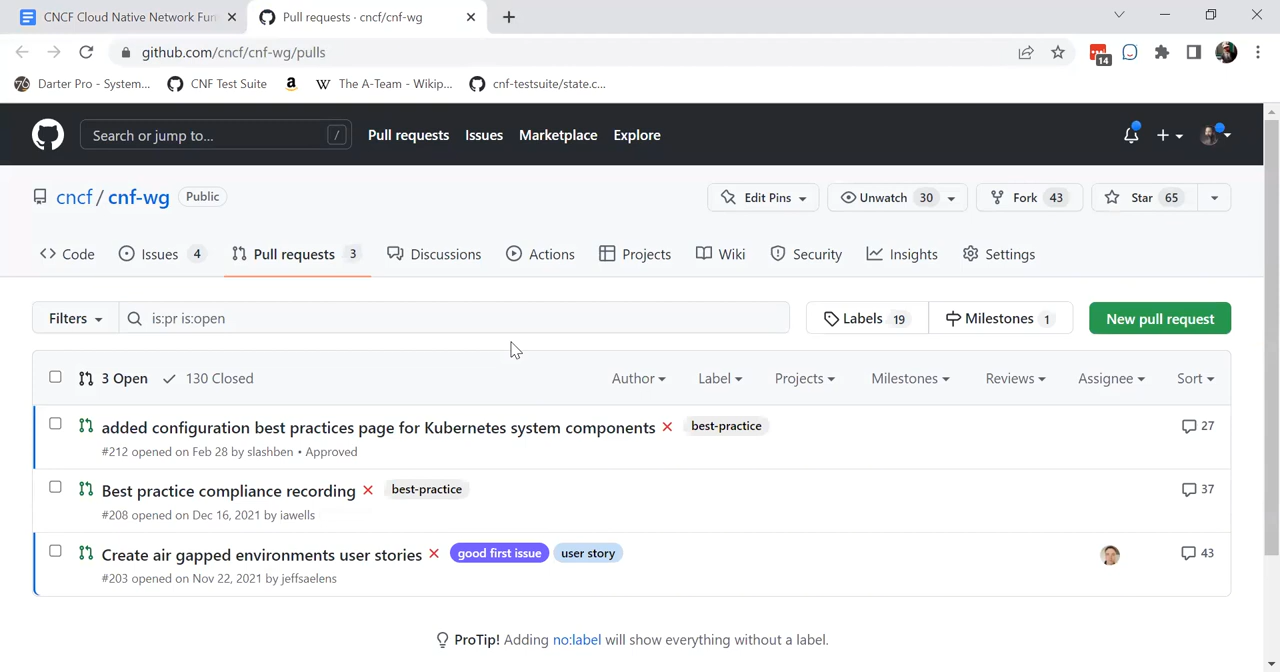 CNCF Cloud Native Network Fun
Pull requests · cncf/cnf-wg
github.com/cncf/cnf-wg/pulls
14
Darter Pro - System...
CNF Test Suite
The A-Team - Wikip...
cnf-testsuite/state.c...
Search or jump to...
/
Pull requests
Issues
Marketplace
Explore
cncf / cnf-wg
Public
Edit Pins
Unwatch 30
Fork 43
Star 65
Code
Issues 4
Pull requests 3
Discussions
Actions
Projects
Wiki
Security
Insights
Settings
Filters
is:pr is:open
Labels 19
Milestones 1
New pull request
3 Open
130 Closed
Author
Label
Projects
Milestones
Reviews
Assignee
Sort
added configuration best practices page for Kubernetes system components
best-practice
27
#212 opened on Feb 28 by slashben • Approved
Best practice compliance recording
best-practice
37
#208 opened on Dec 16, 2021 by iawells
Create air gapped environments user stories
good first issue
user story
43
#203 opened on Nov 22, 2021 by jeffsaelens
ProTip! Adding no:label will show everything without a label.